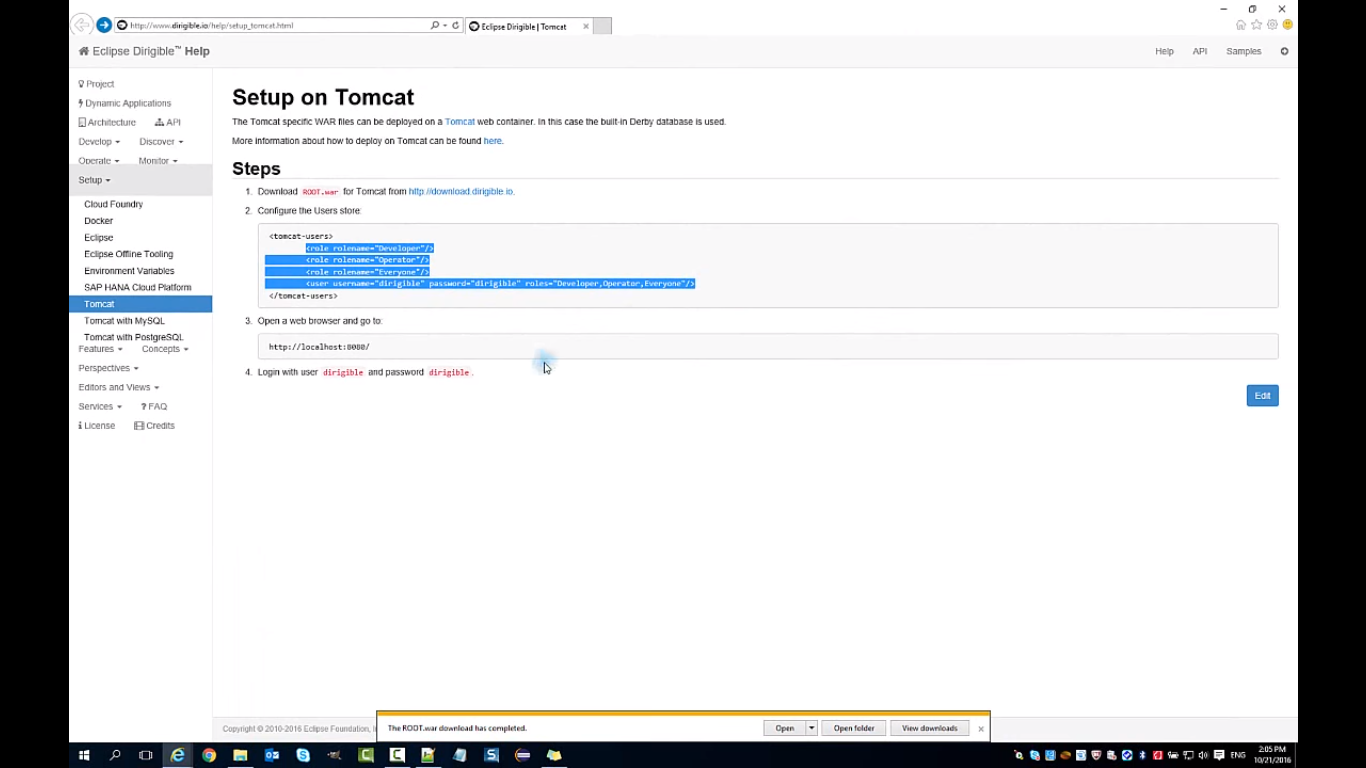 http://www.dirigible.io/help/setup_tomcat.html
Eclipse Dirigible | Tomcat
Eclipse Dirigible™ Help
Help API Samples
Project
Dynamic Applications
Architecture API
Develop Discover
Operate Monitor
Setup
Cloud Foundry
Docker
Eclipse
Eclipse Offline Tooling
Environment Variables
SAP HANA Cloud Platform
Tomcat
Tomcat with MySQL
Tomcat with PostgreSQL
Features Concepts
Perspectives
Editors and Views
Services ? FAQ
License Credits
Setup on Tomcat
The Tomcat specific WAR files can be deployed on a Tomcat web container. In this case the built-in Derby database is used.
More information about how to deploy on Tomcat can be found here.
Steps
1. Download ROOT.war for Tomcat from http://download.dirigible.io.
2. Configure the Users store:
<tomcat-users>
<role rolename="Developer"/>
<role rolename="Operator"/>
<role rolename="Everyone"/>
<user username="dirigible" password="dirigible" roles="Developer,Operator,Everyone"/>
</tomcat-users>
3. Open a web browser and go to:
http://localhost:8080/
4. Login with user dirigible and password dirigible.
Edit
Copyright © 2010-2016 Eclipse Foundation,
The ROOT.war download has completed.
Open Open folder View downloads
ENG
2:05 PM
10/21/2016